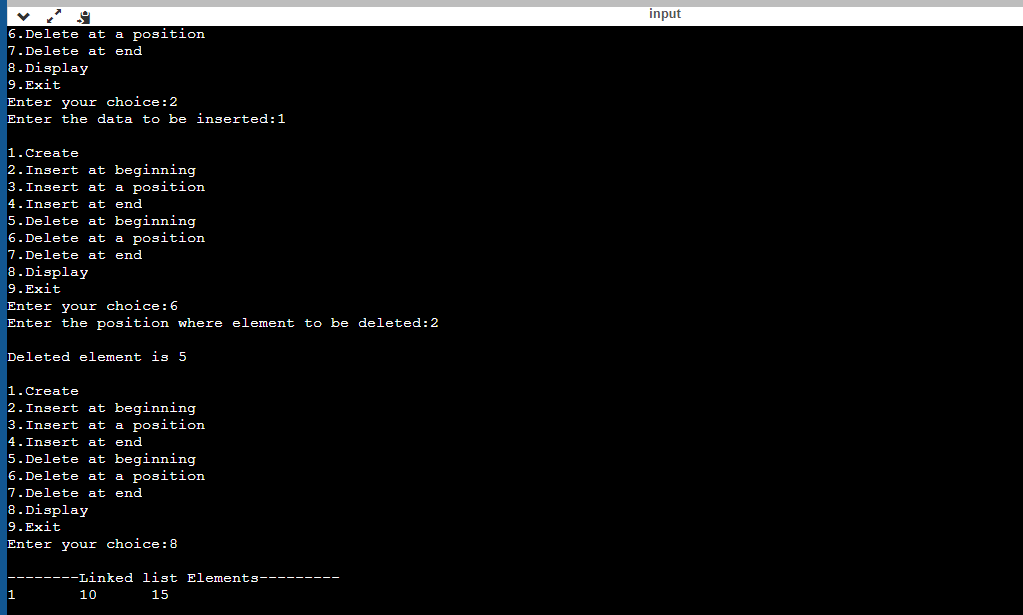 input
6.Delete at a position
7.Delete at end
8.Display
9.Exit
Enter your choice:2
Enter the data to be inserted:1
1.Create
2.Insert at beginning
3.Insert at a position
4.Insert at end
5.Delete at beginning
6.Delete at a position
7.Delete at end
8.Display
9.Exit
Enter your choice:6
Enter the position where element to be deleted:2
Deleted element is 5
1.Create
2.Insert at beginning
3.Insert at a position
4.Insert at end
5.Delete at beginning
6.Delete at a position
7.Delete at end
8.Display
9.Exit
Enter your choice:8
--------Linked list Elements---------
1 10 15